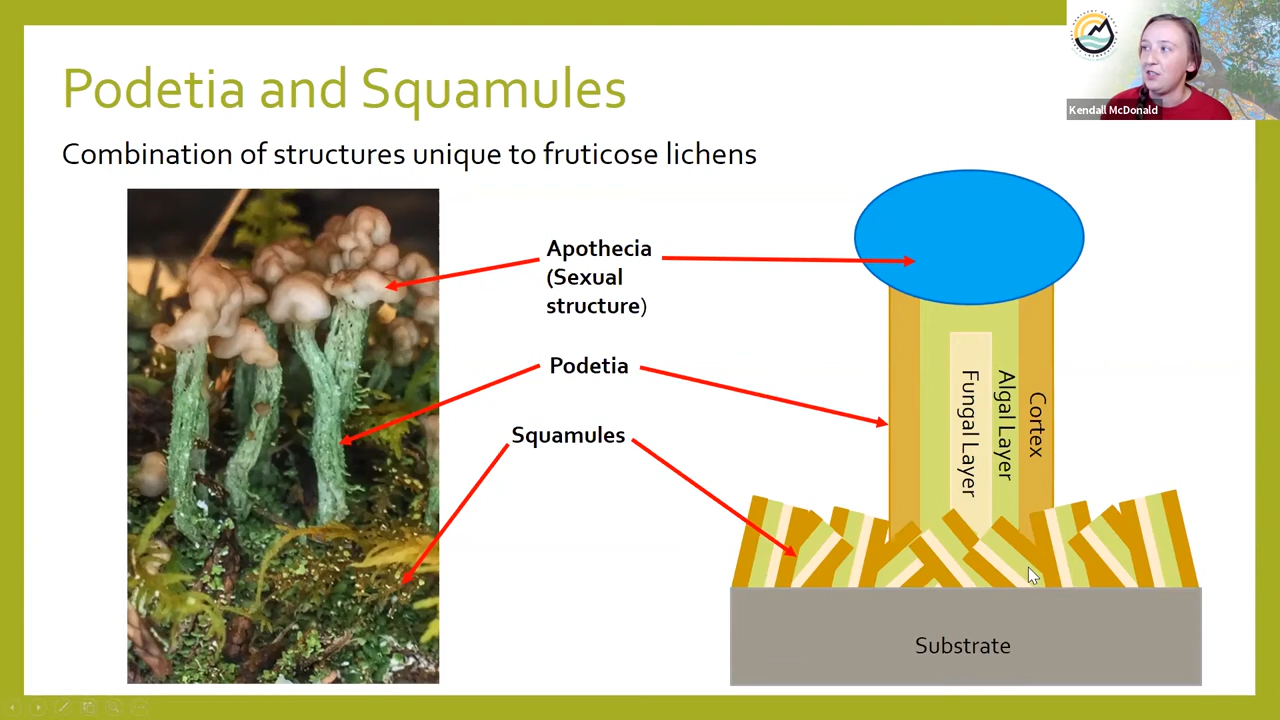 Podetia and Squamules
Kendall McDonald
Combination of structures unique to fruticose lichens
Apothecia
(Sexual
structure)
Podetia
Squamules
Fungal Layer
Algal Layer
Cortex
Substrate